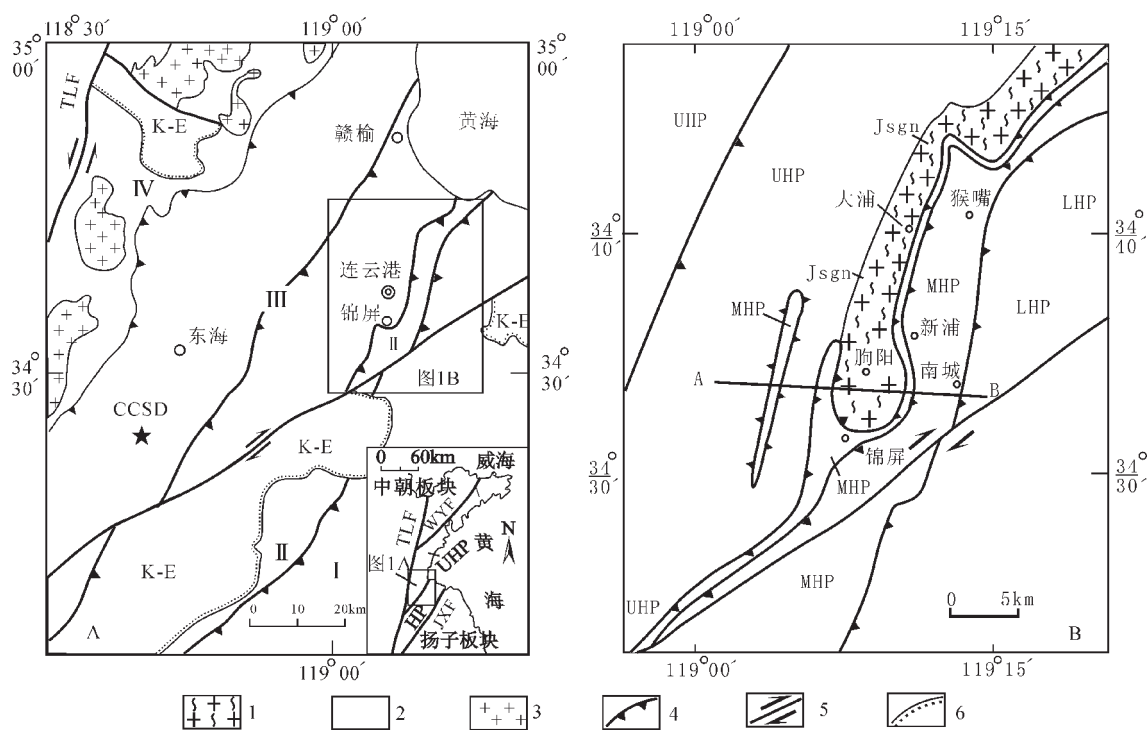 118°30′
119°00′
35°00′
35°00′
TLF
K-E
赣榆
黄海
IV
连云港
III
锦屏
东海
II
K-E
34°30′
34°30′
图1B
CCSD
K-E
0 60km
威海
中朝板块
TLF
WYF
N
UHP
黄
海
图1A
HP
JXF
扬子板块
K-E
II
I
0 10 20km
A
119°00′
119°00′
119°15′
UHP
UHP
Jsgn
大浦
猴嘴
LHP
34°40′
34°40′
Jsgn
MHP
MHP
LHP
新浦
朐阳
南城
A
B
锦屏
34°30′
34°30′
MHP
MHP
UHP
0 5km
B
119°00′
119°15′
1 2 3 4 5 6